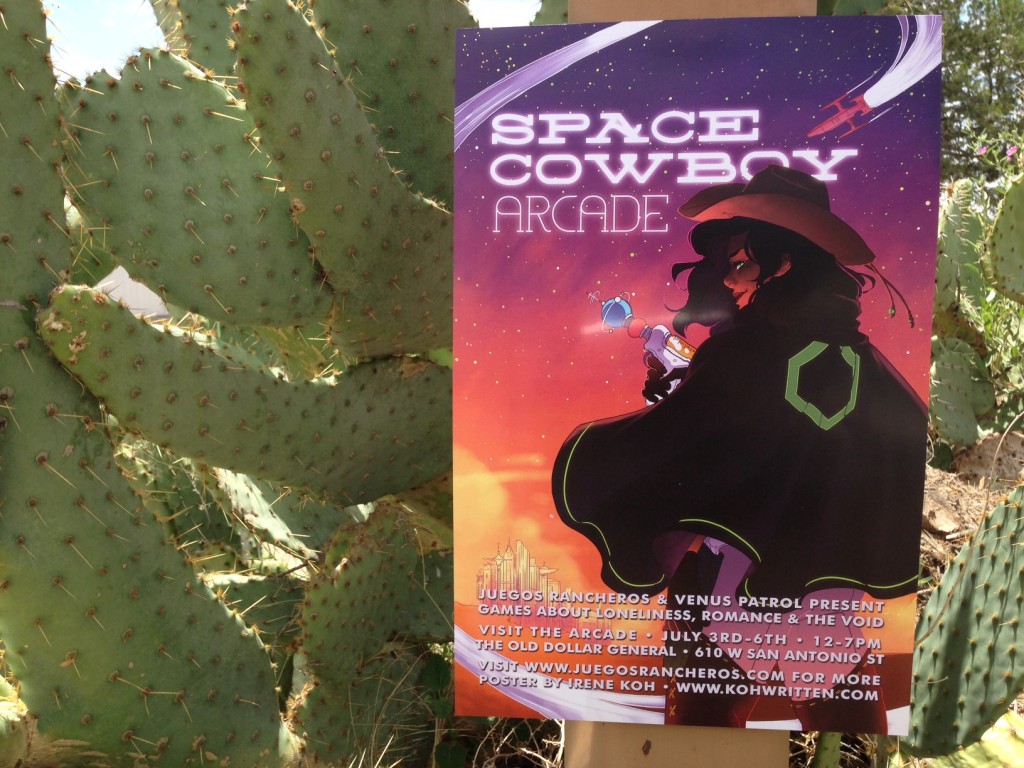 SPACE
COWBOY
ARCADE
JUEGOS RANCHEROS & VENUS PATROL PRESENT
GAMES ABOUT LONELINESS, ROMANCE & THE VOID
VISIT THE ARCADE • JULY 3RD-6TH • 12-7PM
THE OLD DOLLAR GENERAL • 610 W SAN ANTONIO ST
VISIT WWW.JUEGOSRANCHEROS.COM FOR MORE
POSTER BY IRENE KOH • WWW.KOHWRITTEN.COM